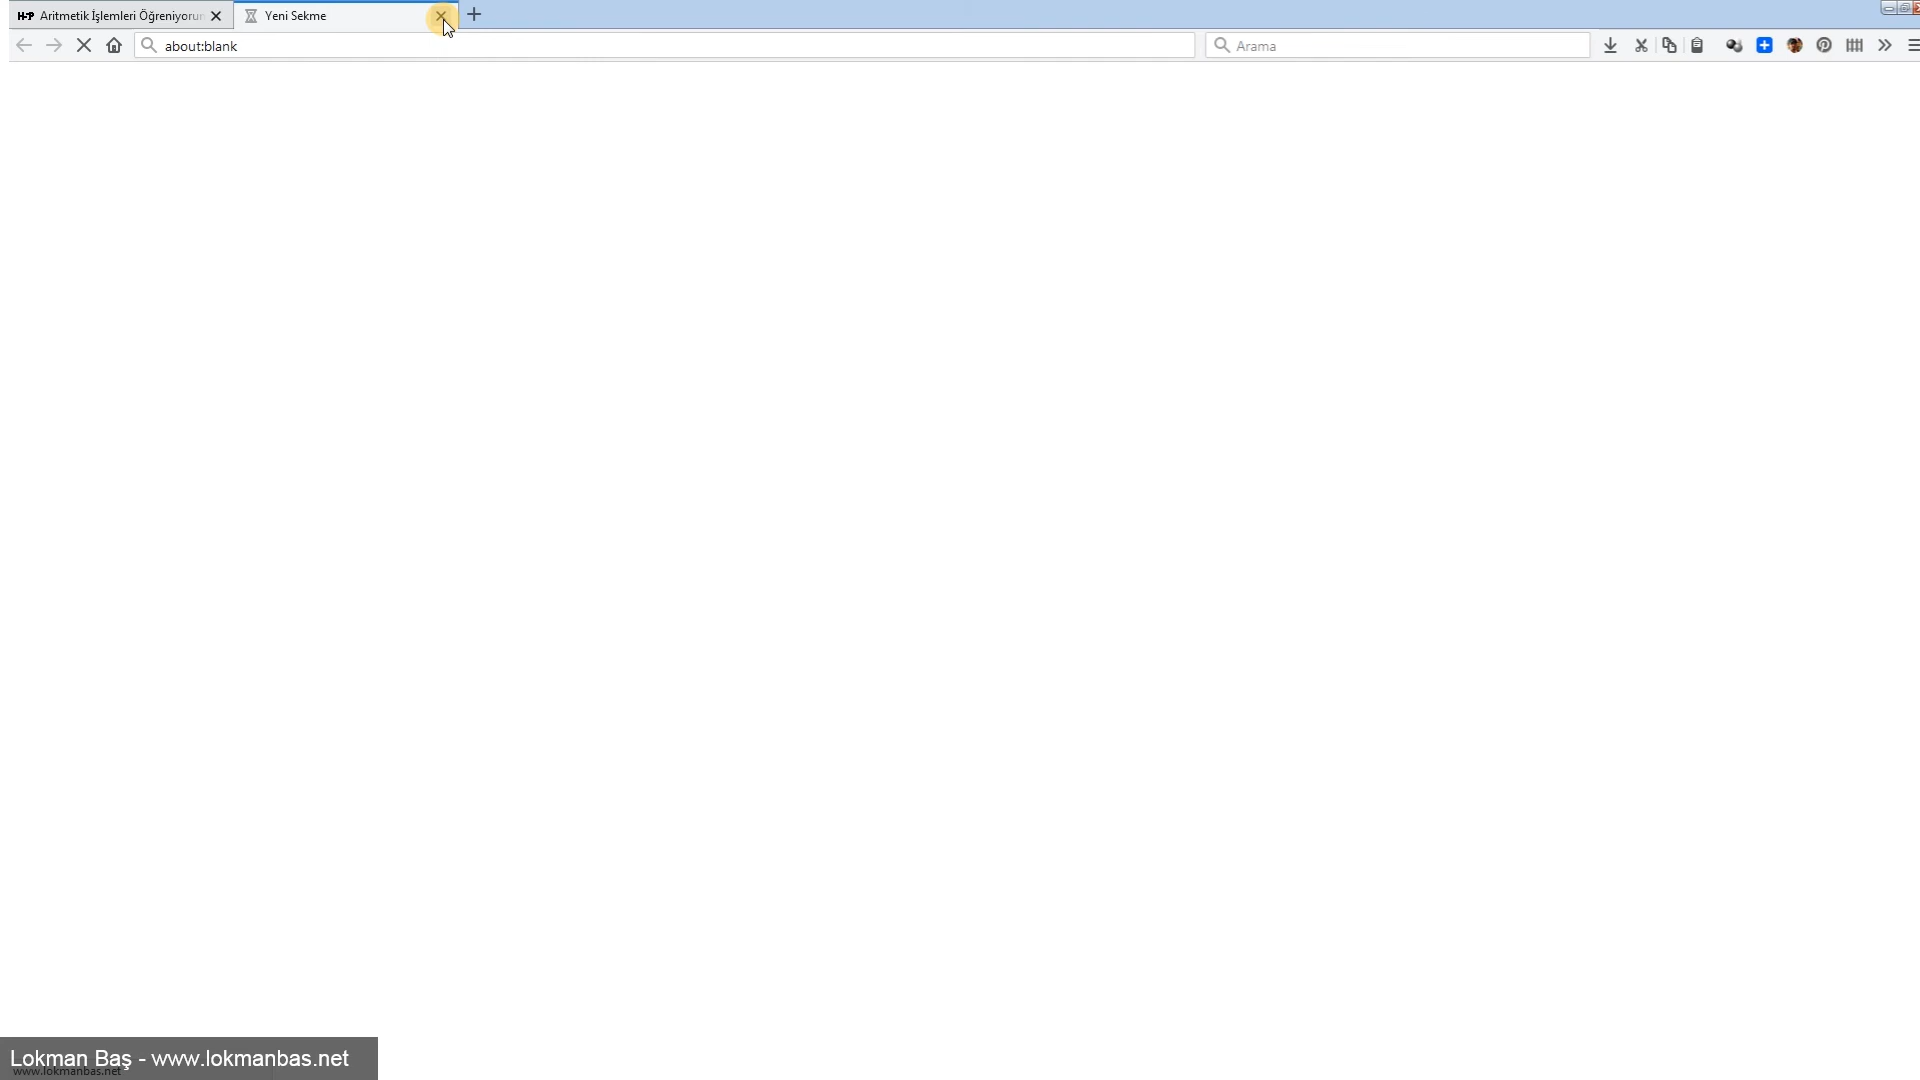 H-P Aritmetik İşlemleri Öğreniyorum
Yeni Sekme
about:blank
Arama
Lokman Baş - www.lokmanbas.net
www.lokmanbas.net